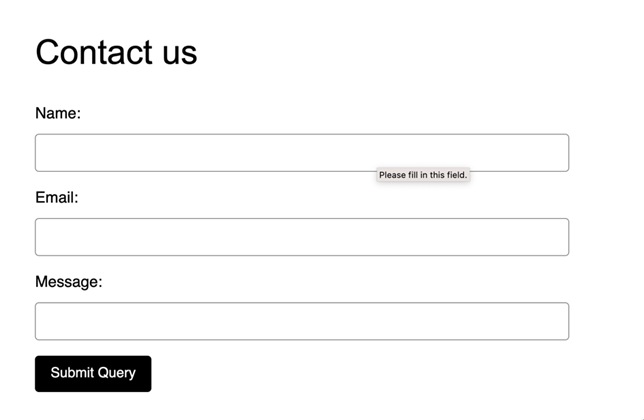 Contact us
Name:
Please fill in this field.
Email:
Message:
Submit Query